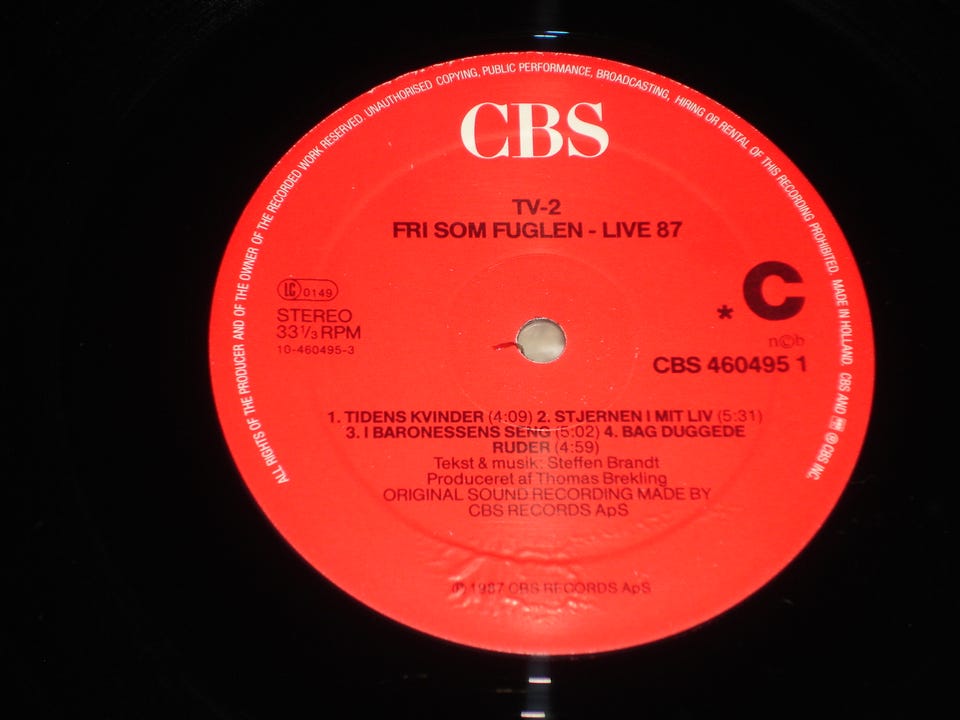 ALL RIGHTS OF THE PRODUCER AND OF THE OWNER OF THE RECORDED WORK RESERVED. UNAUTHORISED COPYING, PUBLIC PERFORMANCE, BROADCASTING, HIRING OR RENTAL OF THIS RECORDING PROHIBITED. MADE IN HOLLAND. CBS AND ® CBS INC.
CBS
TV-2
FRI SOM FUGLEN - LIVE 87
LC 0149
STEREO
33 1/3 RPM
10-460495-3
* C
n©b
CBS 460495 1
1. TIDENS KVINDER (4:09) 2. STJERNEN I MIT LIV (5:31)
3. I BARONESSENS SENG (5:02) 4. BAG DUGGEDE
RUDER (4:59)
Tekst & musik: Steffen Brandt
Produceret af Thomas Brekling
ORIGINAL SOUND RECORDING MADE BY
CBS RECORDS ApS
℗ 1987 CBS RECORDS ApS